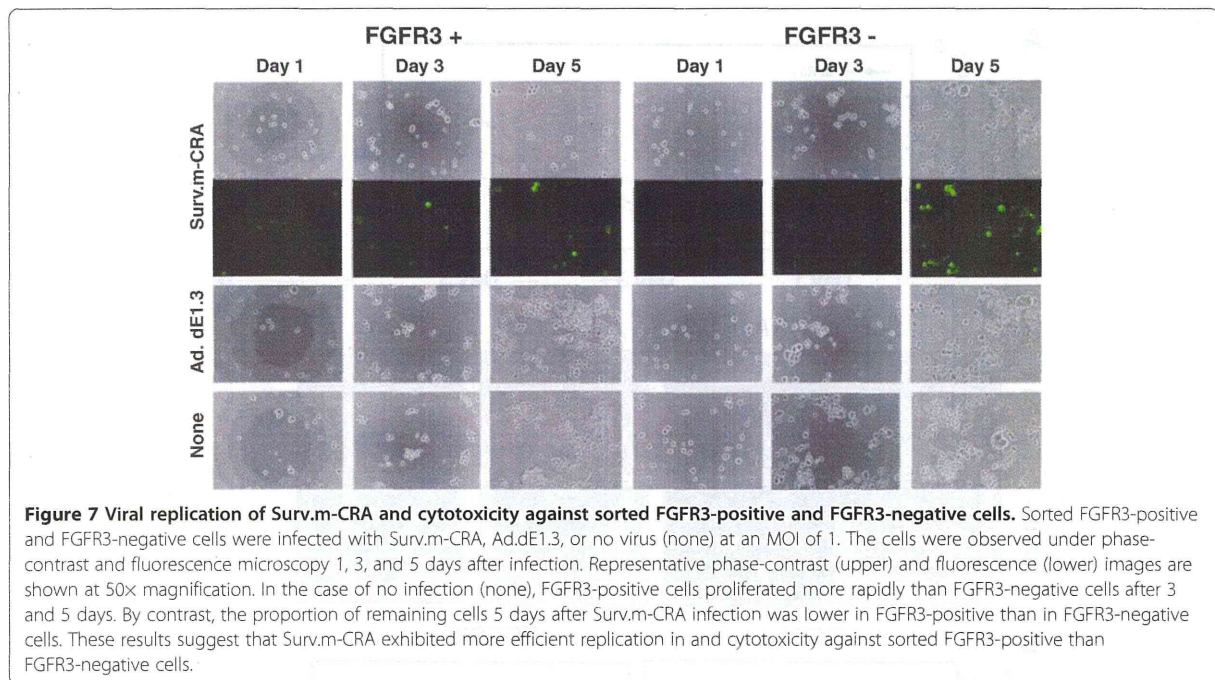 FGFR3 + FGFR3 -
Day 1 Day 3 Day 5 Day 1 Day 3 Day 5
Surv.m-CRA
Ad. dE1.3
None
Figure 7 Viral replication of Surv.m-CRA and cytotoxicity against sorted FGFR3-positive and FGFR3-negative cells. Sorted FGFR3-positive
and FGFR3-negative cells were infected with Surv.m-CRA, Ad.dE1.3, or no virus (none) at an MOI of 1. The cells were observed under phase-
contrast and fluorescence microscopy 1, 3, and 5 days after infection. Representative phase-contrast (upper) and fluorescence (lower) images are
shown at 50× magnification. In the case of no infection (none), FGFR3-positive cells proliferated more rapidly than FGFR3-negative cells after 3
and 5 days. By contrast, the proportion of remaining cells 5 days after Surv.m-CRA infection was lower in FGFR3-positive than in FGFR3-negative
cells. These results suggest that Surv.m-CRA exhibited more efficient replication in and cytotoxicity against sorted FGFR3-positive than
FGFR3-negative cells.